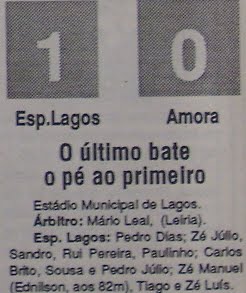 1 0
Esp.Lagos Amora
O último bate
o pé ao primeiro
Estádio Municipal de Lagos.
Árbitro: Mário Leal, (Leiria).
Esp. Lagos: Pedro Dias; Zé Júlio,
Sandro, Rui Pereira, Paulinho; Carlos
Brito, Sousa e Pedro Júlio; Zé Manuel
(Ednilson, aos 82m), Tiago e Zé Luís.